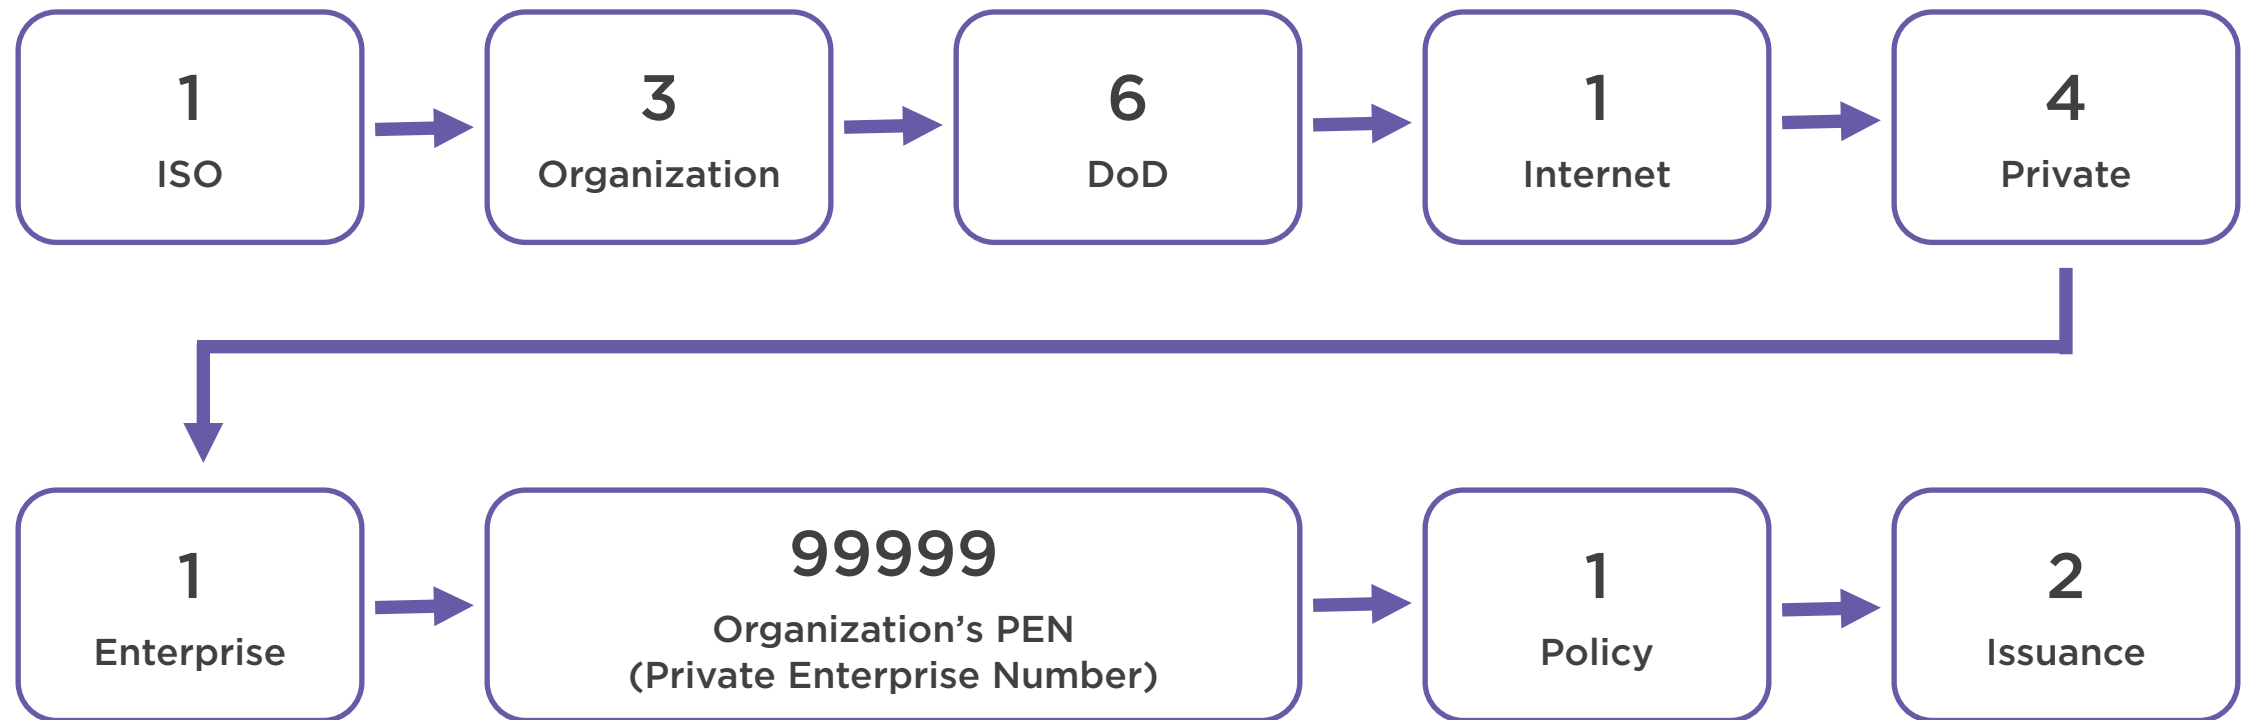 1
ISO
3
Organization
6
DoD
1
Internet
4
Private
1
Enterprise
99999
Organization’s PEN
(Private Enterprise Number)
1
Policy
2
Issuance